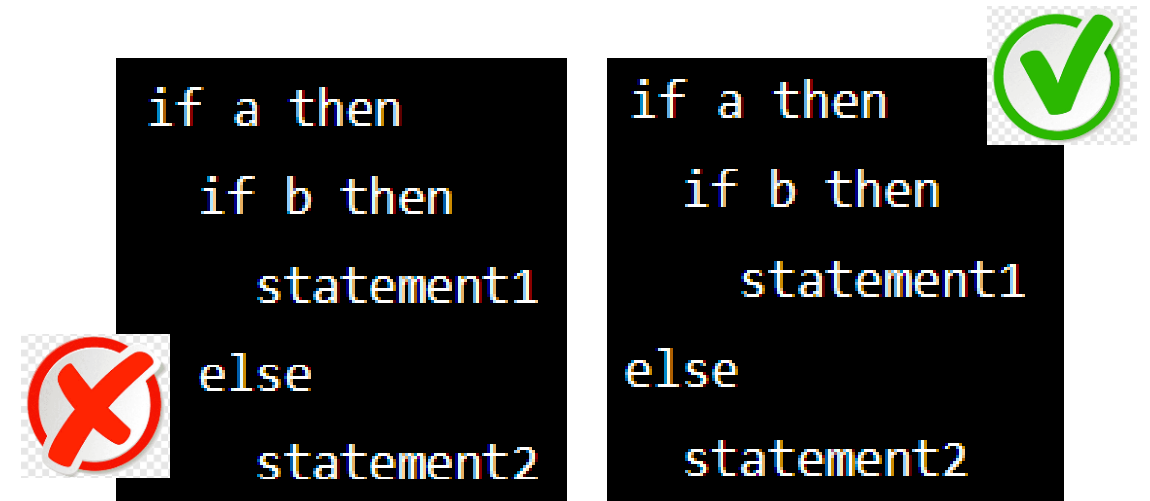 if a then
if b then
statement1
else
statement2
if a then
if b then
statement1
else
statement2